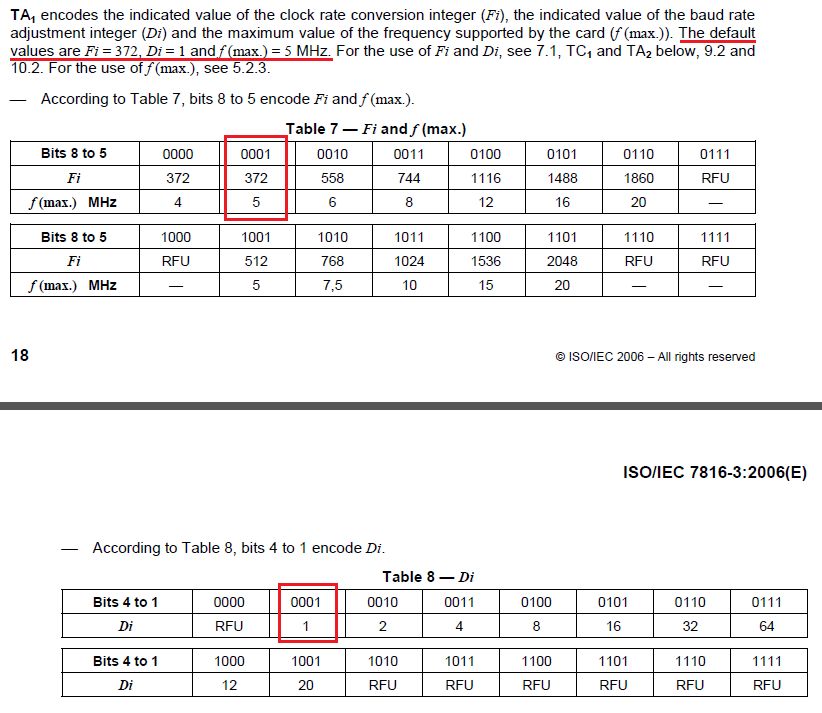 TA1 encodes the indicated value of the clock rate conversion integer (Fi), the indicated value of the baud rate
adjustment integer (Di) and the maximum value of the frequency supported by the card (f (max.)). The default
values are Fi = 372, Di = 1 and f (max.) = 5 MHz. For the use of Fi and Di, see 7.1, TC1 and TA2 below, 9.2 and
10.2. For the use of f (max.), see 5.2.3.
— According to Table 7, bits 8 to 5 encode Fi and f (max.).
Table 7 — Fi and f (max.)
Bits 8 to 5 0000 0001 0010 0011 0100 0101 0110 0111
Fi 372 372 558 744 1116 1488 1860 RFU
f (max.) MHz 4 5 6 8 12 16 20 —
Bits 8 to 5 1000 1001 1010 1011 1100 1101 1110 1111
Fi RFU 512 768 1024 1536 2048 RFU RFU
f (max.) MHz — 5 7,5 10 15 20 — —
18 © ISO/IEC 2006 – All rights reserved
ISO/IEC 7816-3:2006(E)
— According to Table 8, bits 4 to 1 encode Di.
Table 8 — Di
Bits 4 to 1 0000 0001 0010 0011 0100 0101 0110 0111
Di RFU 1 2 4 8 16 32 64
Bits 4 to 1 1000 1001 1010 1011 1100 1101 1110 1111
Di 12 20 RFU RFU RFU RFU RFU RFU